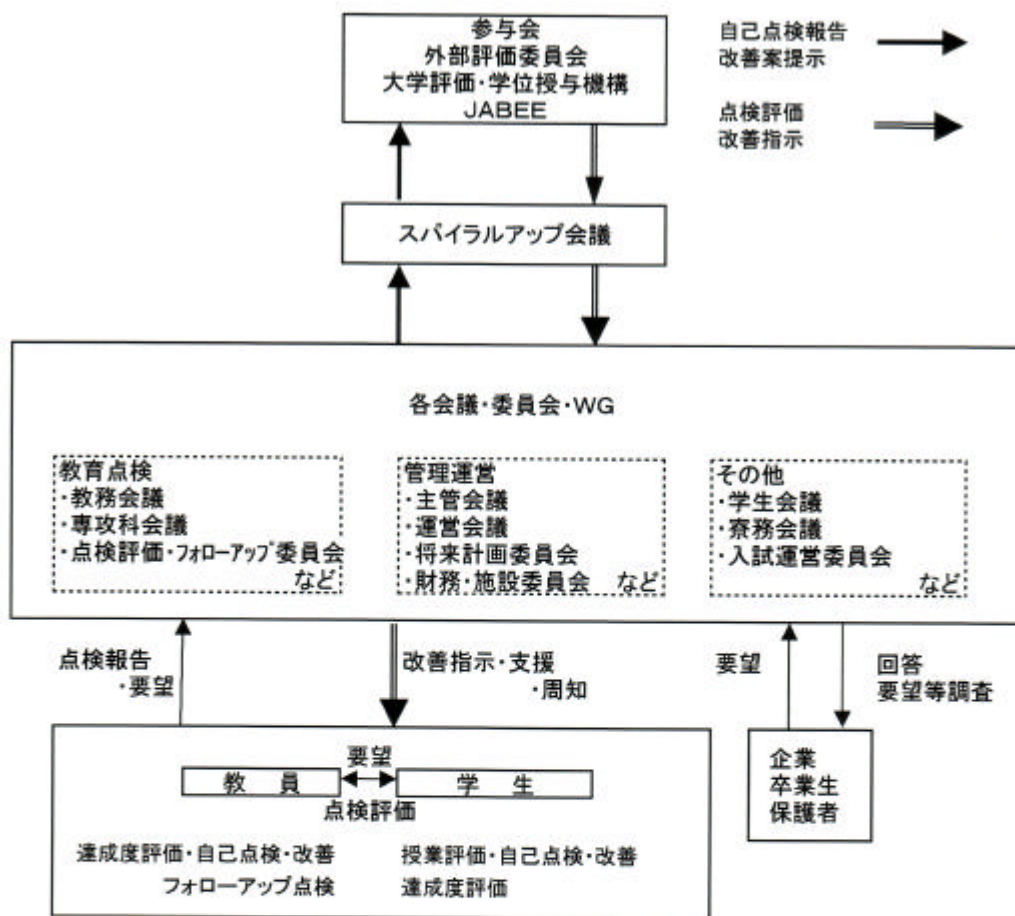 参与会
外部評価委員会
大学評価・学位授与機構
JABEE
自己点検報告
改善案提示
点検評価
改善指示
スパイラルアップ会議
各会議・委員会・WG
教育点検
・教務会議
・専攻科会議
・点検評価・フォローアップ委員会
など
管理運営
・主管会議
・運営会議
・将来計画委員会
・財務・施設委員会 など
その他
・学生会議
・寮務会議
・入試運営委員会
など
点検報告
・要望
改善指示・支援
・周知
要望
回答
要望等調査
要望
教 員
学 生
点検評価
達成度評価・自己点検・改善
フォローアップ点検
授業評価・自己点検・改善
達成度評価
企業
卒業生
保護者